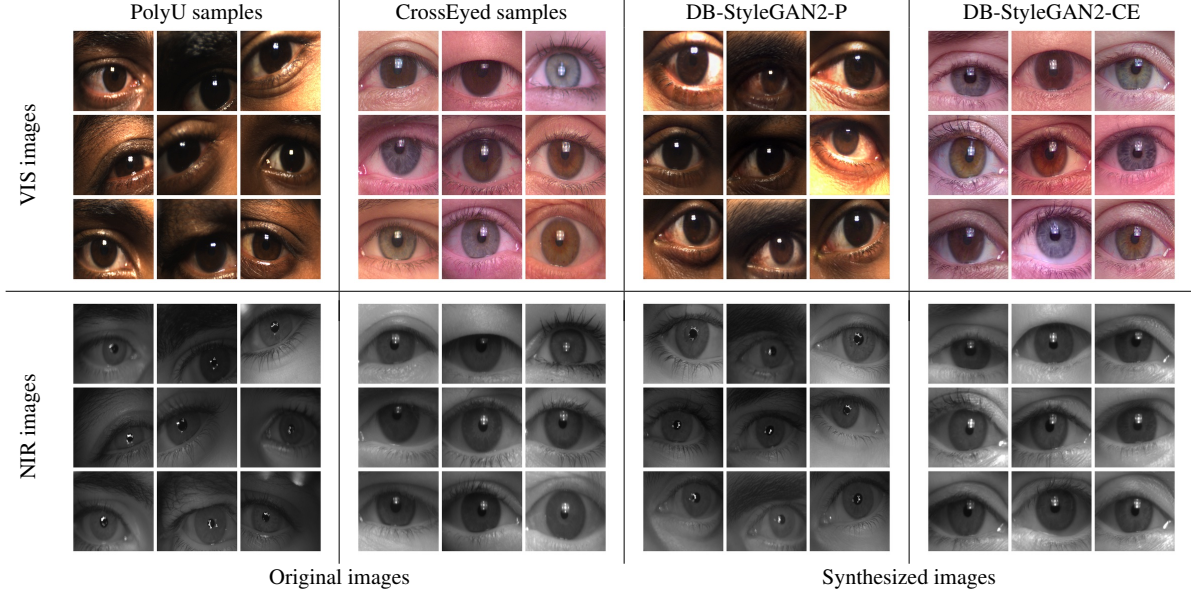 PolyU samples
CrossEyed samples
DB-StyleGAN2-P
DB-StyleGAN2-CE
VIS images
NIR images
Original images
Synthesized images